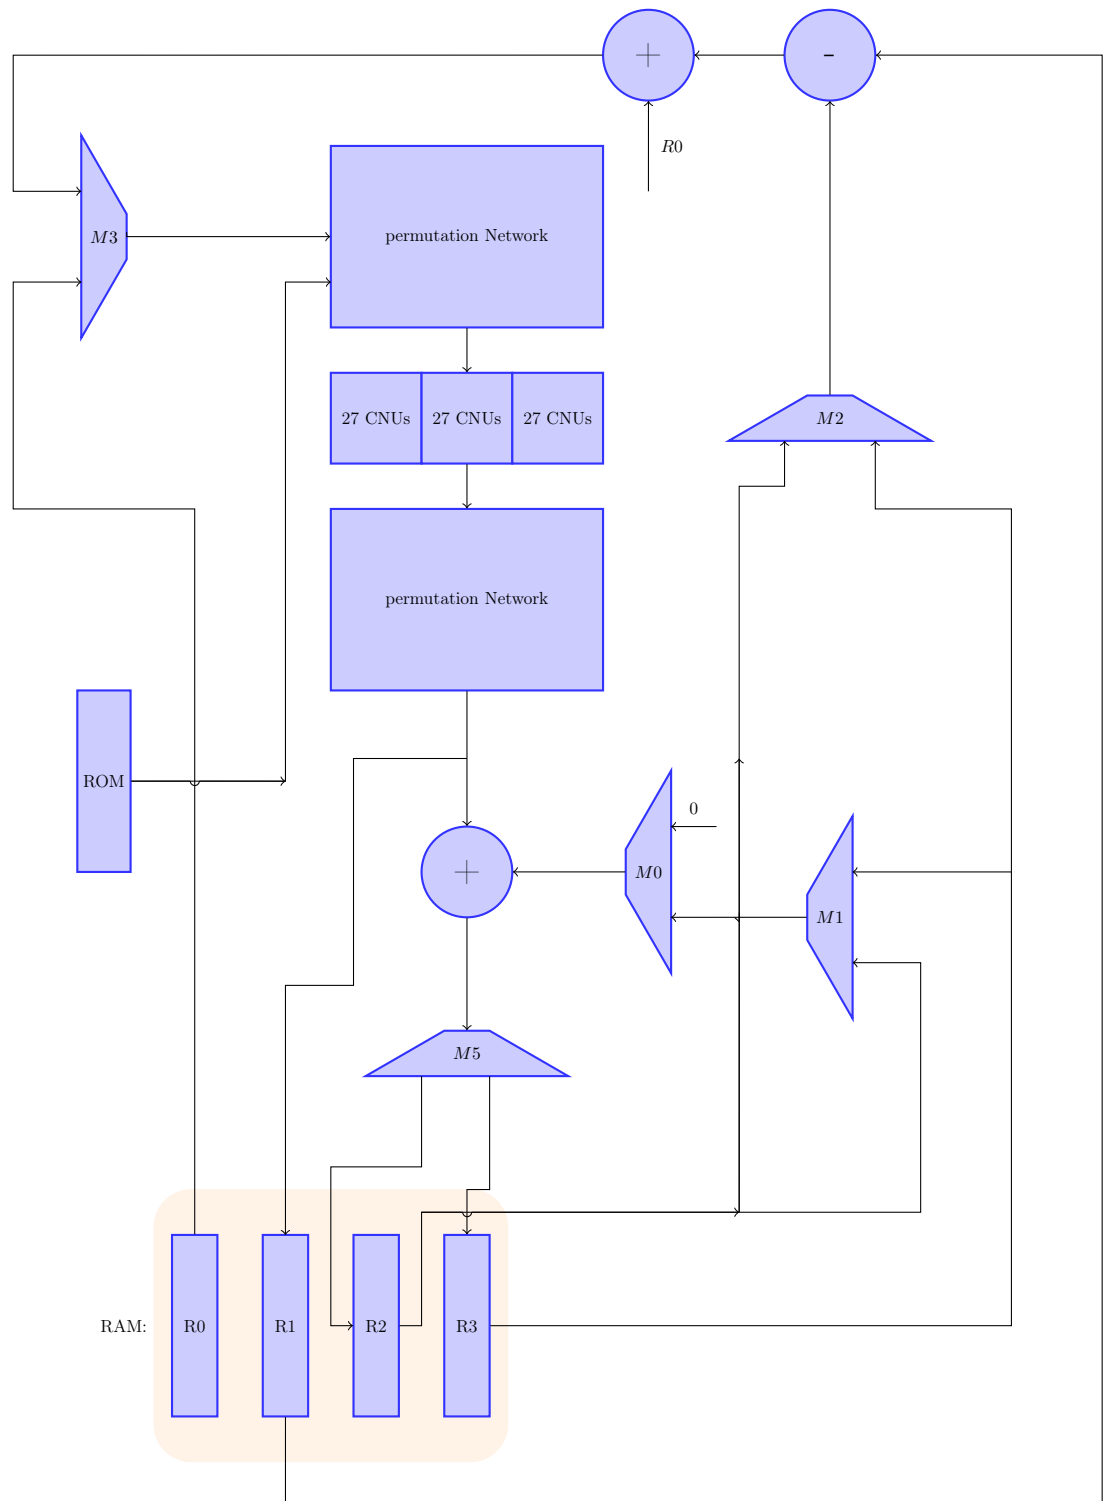 +
-
R0
M3
permutation Network
27 CNUs
27 CNUs
27 CNUs
M2
permutation Network
ROM
0
+
M0
M1
M5
RAM:
R0
R1
R2
R3